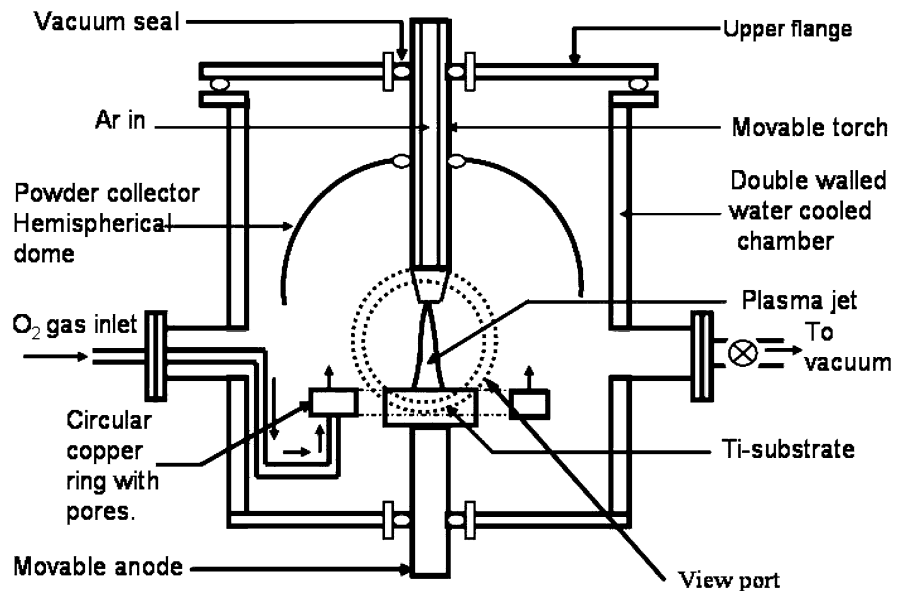 Vacuum seal
Upper flange
Ar in
Movable torch
Powder collector
Hemispherical
dome
Double walled
water cooled
chamber
O₂ gas inlet
Plasma jet
To
vacuum
Circular
copper
ring with
pores.
Ti-substrate
Movable anode
View port